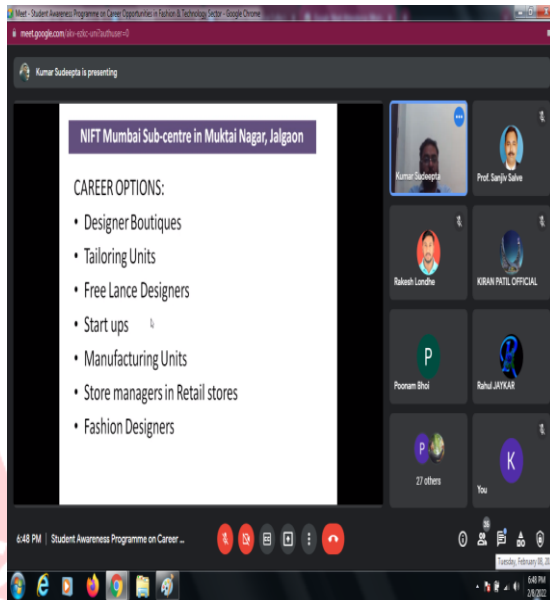 Meet - Student Awareness Programme on Career Opportunities in Fashion & Technology Sector - Google Chrome
Kumar Sudeepta is presenting
NIFT Mumbai Sub-centre in Muktai Nagar, Jalgaon
CAREER OPTIONS:
• Designer Boutiques
• Tailoring Units
• Free Lance Designers
• Start ups
• Manufacturing Units
• Store managers in Retail stores
• Fashion Designers
Kumar Sudeepta
Prof. Sanjiv Salve
Rakesh Londhe
KIRAN PATIL OFFICIAL
P
Poonam Bhoi
Rahul JAYKAR
P
27 others
K
You
6:48 PM | Student Awareness Programme on Career ...
Tuesday, February 08, 20
6:48 PM
2/8/2022